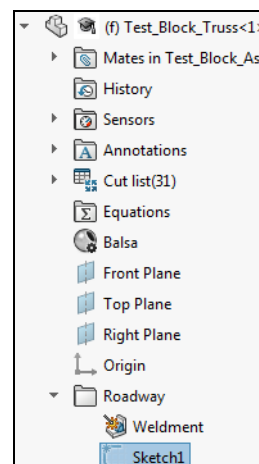 (f) Test_Block_Truss<1>
Mates in Test_Block_As
History
Sensors
Annotations
Cut list(31)
Equations
Balsa
Front Plane
Top Plane
Right Plane
Origin
Roadway
Weldment
Sketch1